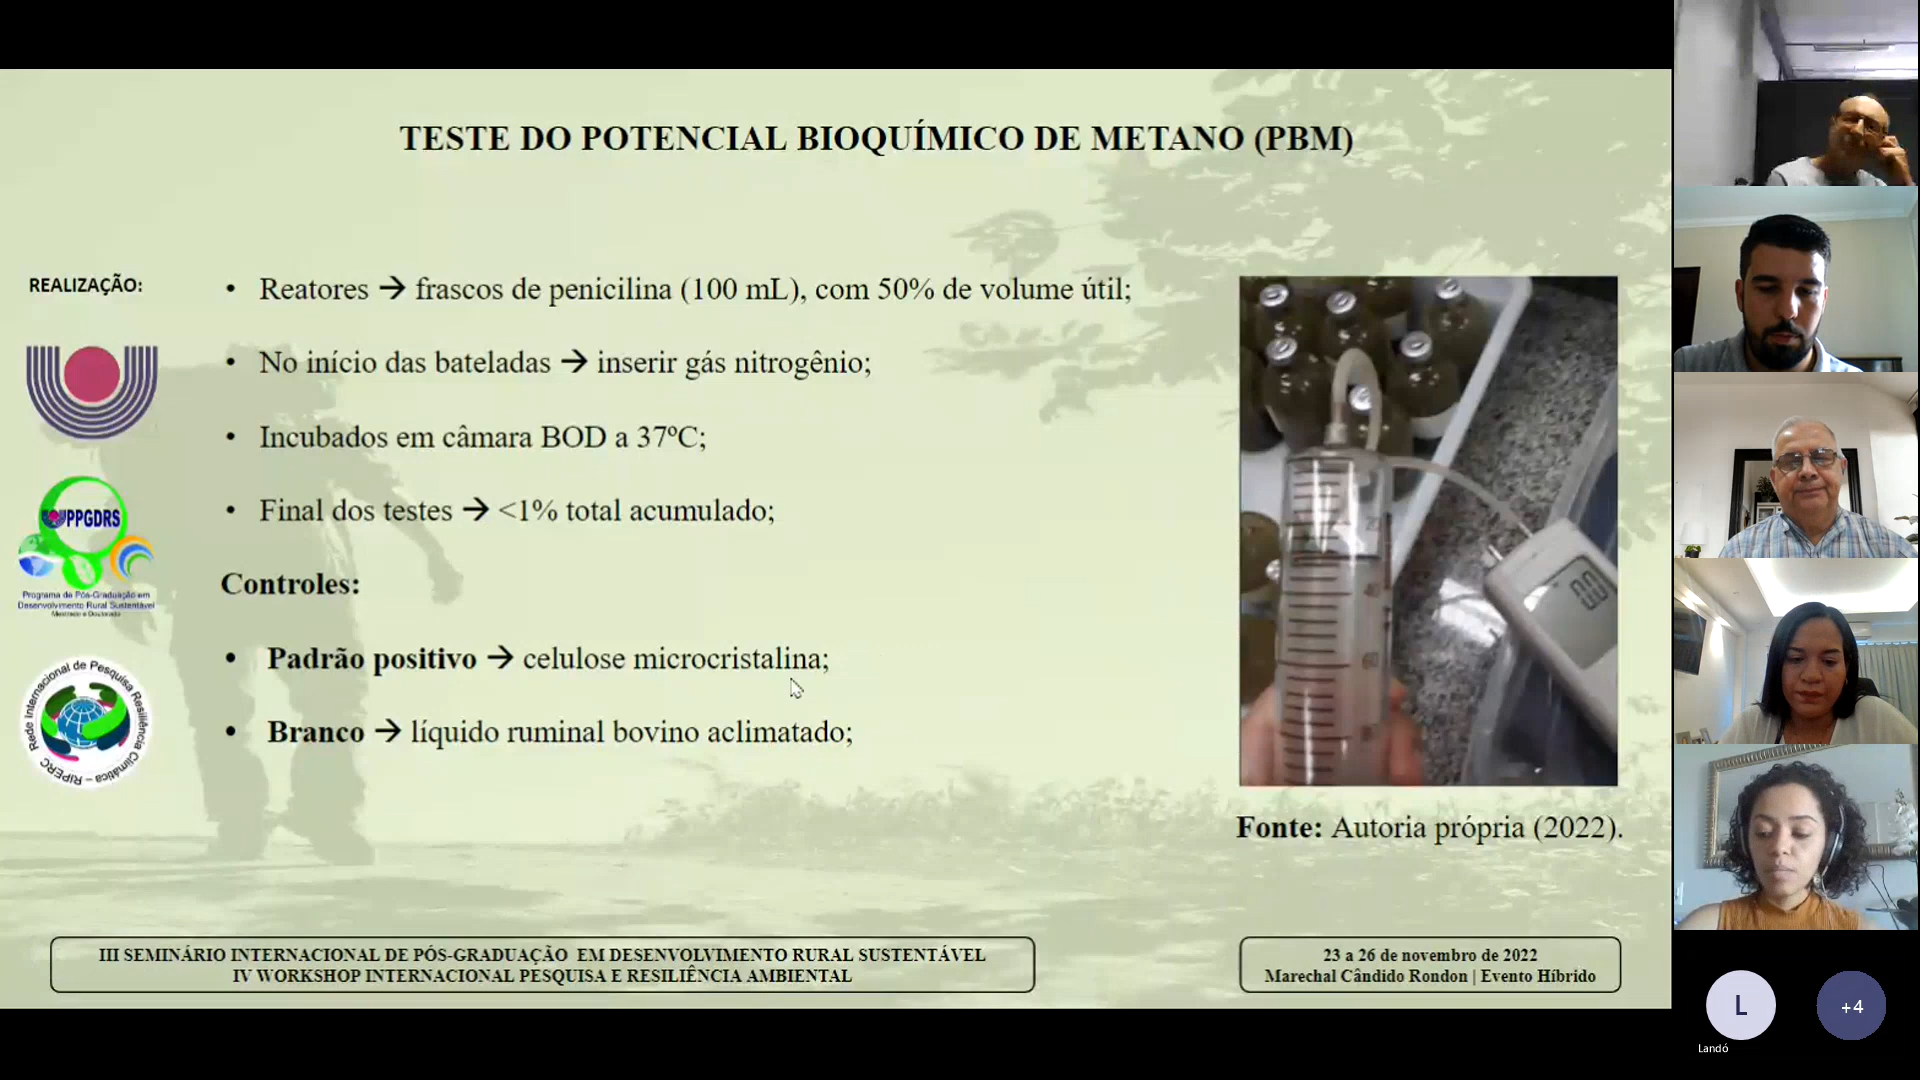 TESTE DO POTENCIAL BIOQUÍMICO DE METANO (PBM)
REALIZAÇÃO:
PPGDRS
Programa de Pós-Graduação em
Desenvolvimento Rural Sustentável
Mestrado e Doutorado
Rede Internacional de Pesquisa Resiliência Climática – RIPERC
• Reatores → frascos de penicilina (100 mL), com 50% de volume útil;
• No início das bateladas → inserir gás nitrogênio;
• Incubados em câmara BOD a 37ºC;
• Final dos testes → <1% total acumulado;
Controles:
• Padrão positivo → celulose microcristalina;
• Branco → líquido ruminal bovino aclimatado;
Fonte: Autoria própria (2022).
III SEMINÁRIO INTERNACIONAL DE PÓS-GRADUAÇÃO EM DESENVOLVIMENTO RURAL SUSTENTÁVEL
IV WORKSHOP INTERNACIONAL PESQUISA E RESILIÊNCIA AMBIENTAL
23 a 26 de novembro de 2022
Marechal Cândido Rondon | Evento Híbrido
L
Landó
+4